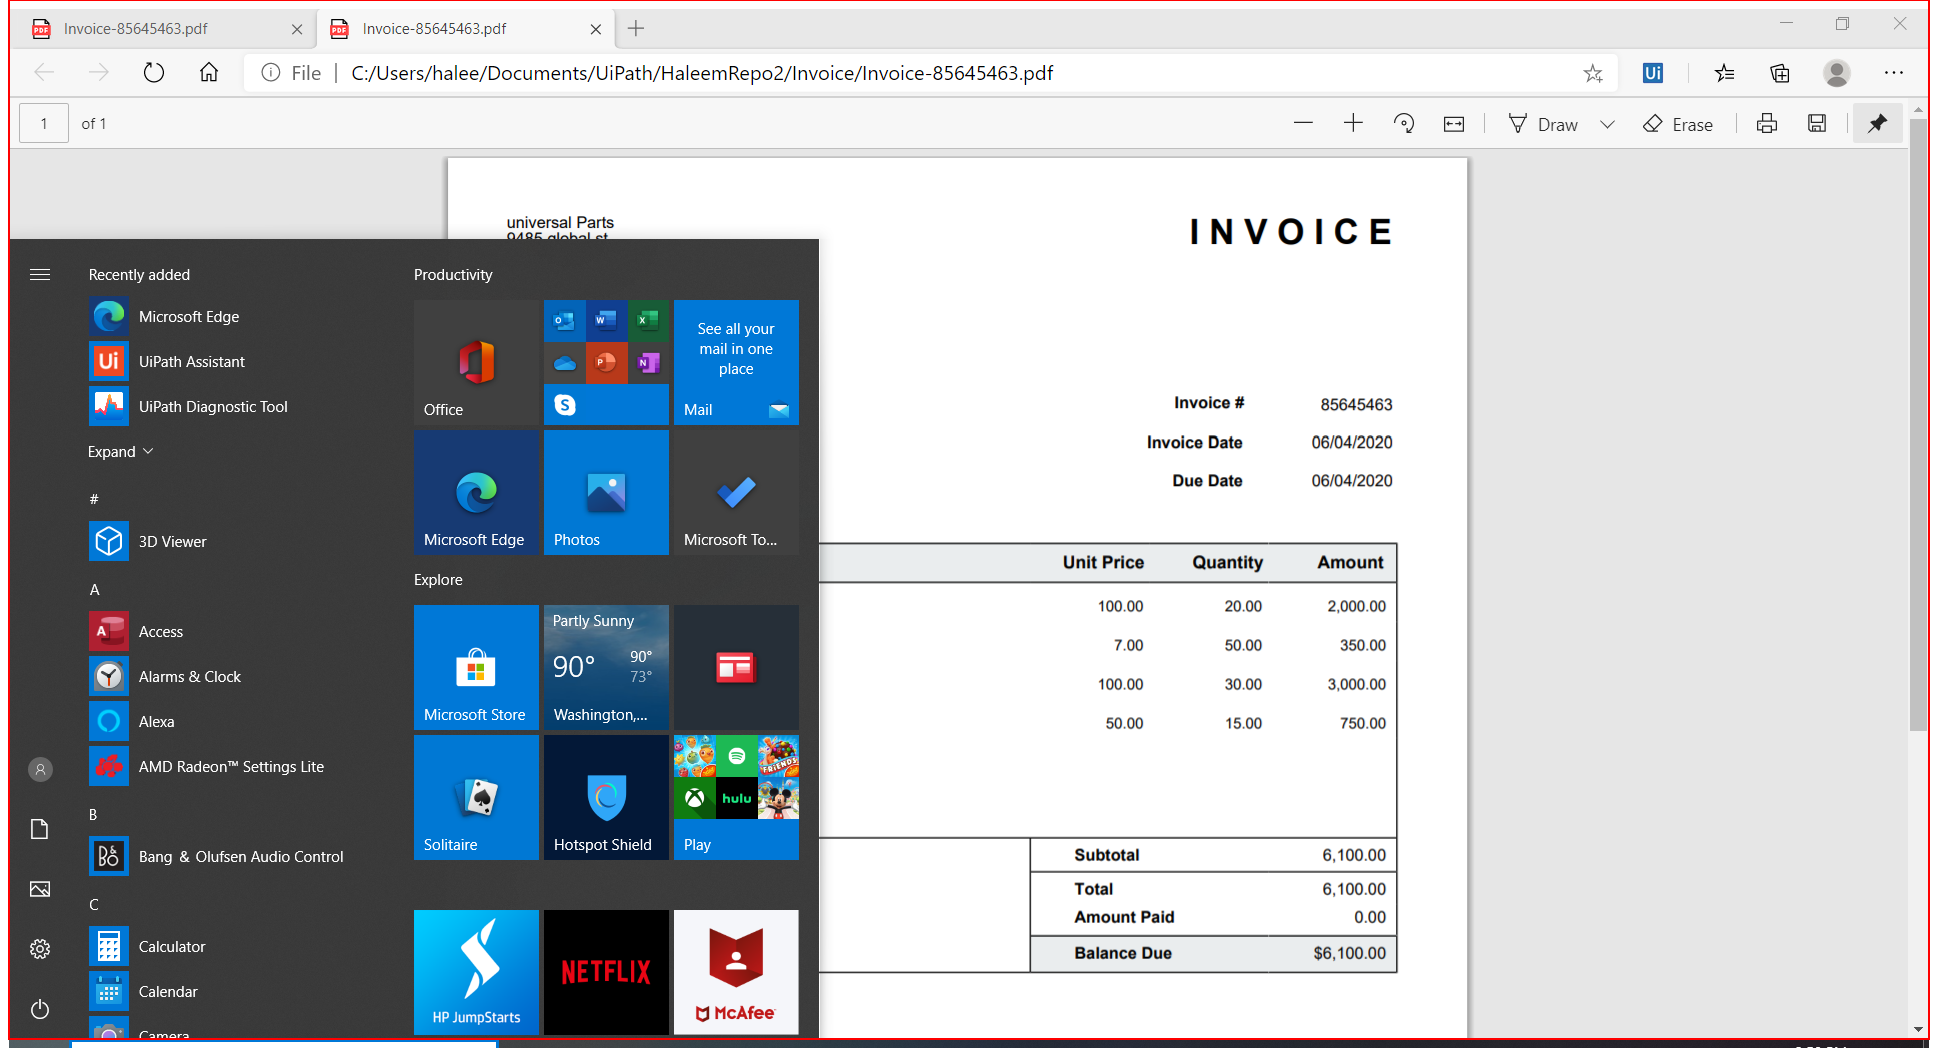 Invoice-85645463.pdf
Invoice-85645463.pdf
File
C:/Users/halee/Documents/UiPath/HaleemRepo2/Invoice/Invoice-85645463.pdf
Ui
1 of 1
Draw
Erase
universal Parts
9485 global st
INVOICE
Invoice # 85645463
Invoice Date 06/04/2020
Due Date 06/04/2020
Unit Price Quantity Amount
100.00 20.00 2,000.00
7.00 50.00 350.00
100.00 30.00 3,000.00
50.00 15.00 750.00
Subtotal 6,100.00
Total 6,100.00
Amount Paid 0.00
Balance Due $6,100.00
Recently added
Microsoft Edge
Ui UiPath Assistant
UiPath Diagnostic Tool
Expand
#
3D Viewer
A
Access
Alarms & Clock
Alexa
AMD Radeon™ Settings Lite
B
Bang & Olufsen Audio Control
C
Calculator
Calendar
Camera
Productivity
Office
See all your
mail in one
place
Mail
Microsoft Edge
Photos
Microsoft To...
Explore
Microsoft Store
Partly Sunny
90° 90°
73°
Washington,...
Solitaire
Hotspot Shield
FRIENDS
hulu
Play
HP JumpStarts
NETFLIX
McAfee